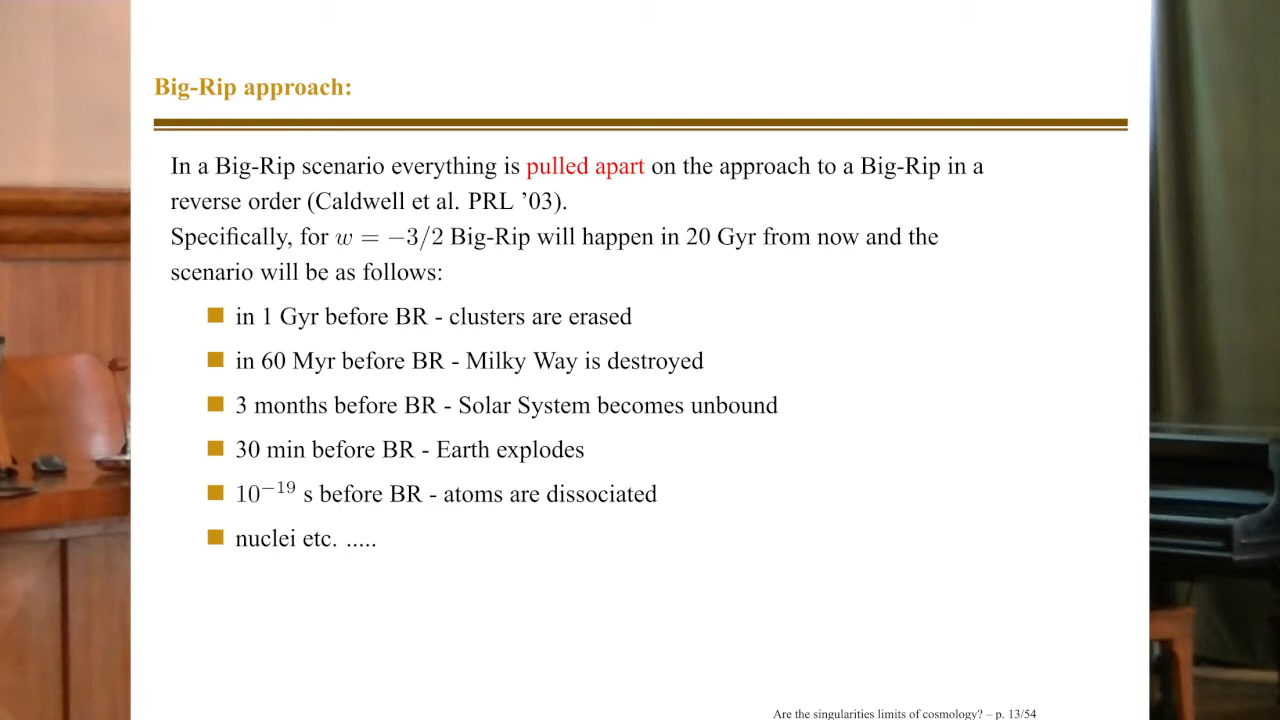 Big-Rip approach:
In a Big-Rip scenario everything is pulled apart on the approach to a Big-Rip in a
reverse order (Caldwell et al. PRL ’03).
Specifically, for w = −3/2 Big-Rip will happen in 20 Gyr from now and the
scenario will be as follows:
in 1 Gyr before BR - clusters are erased
in 60 Myr before BR - Milky Way is destroyed
3 months before BR - Solar System becomes unbound
30 min before BR - Earth explodes
10⁻¹⁹ s before BR - atoms are dissociated
nuclei etc. .....
Are the singularities limits of cosmology? – p. 13/54